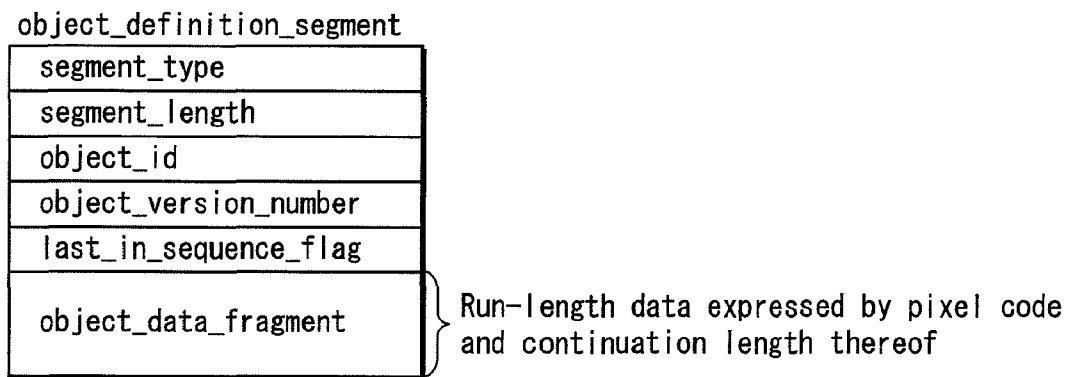 object_definition_segment
segment_type
segment_length
object_id
object_version_number
last_in_sequence_flag
object_data_fragment
Run-length data expressed by pixel code
and continuation length thereof